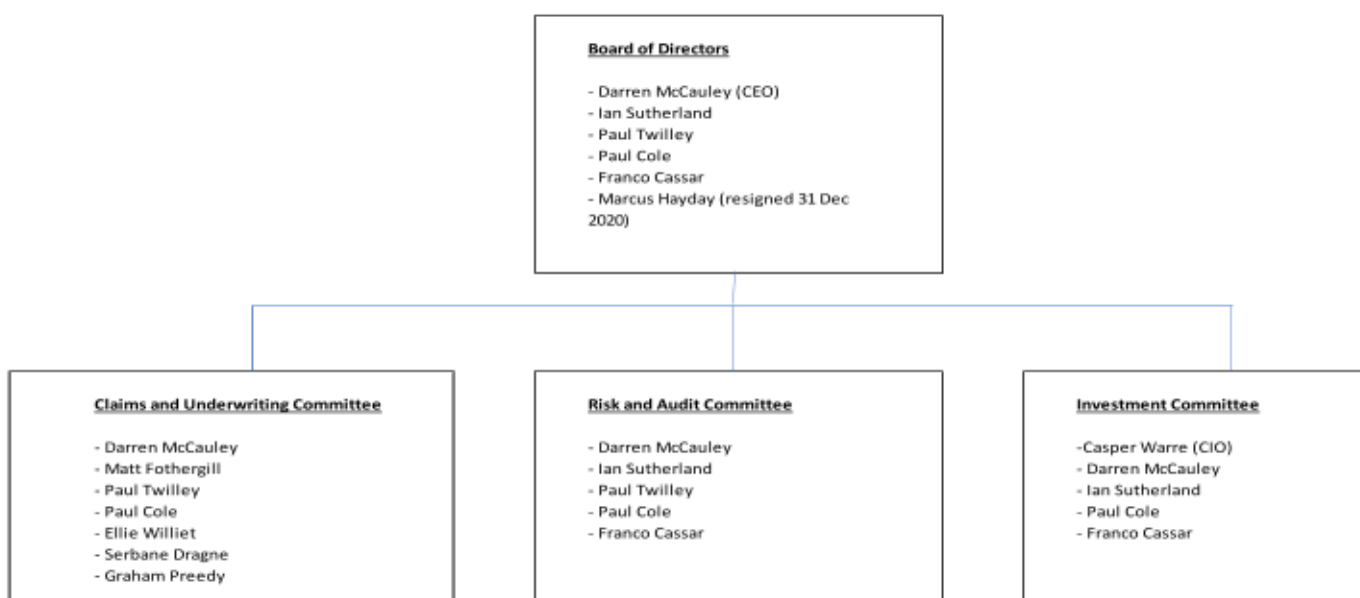 Board of Directors
- Darren McCauley (CEO)
- Ian Sutherland
- Paul Twilley
- Paul Cole
- Franco Cassar
- Marcus Hayday (resigned 31 Dec
2020)
Claims and Underwriting Committee
- Darren McCauley
- Matt Fothergill
- Paul Twilley
- Paul Cole
- Ellie Williet
- Serbane Dragne
- Graham Preedy
Risk and Audit Committee
- Darren McCauley
- Ian Sutherland
- Paul Twilley
- Paul Cole
- Franco Cassar
Investment Committee
-Casper Warre (CIO)
- Darren McCauley
- Ian Sutherland
- Paul Cole
- Franco Cassar